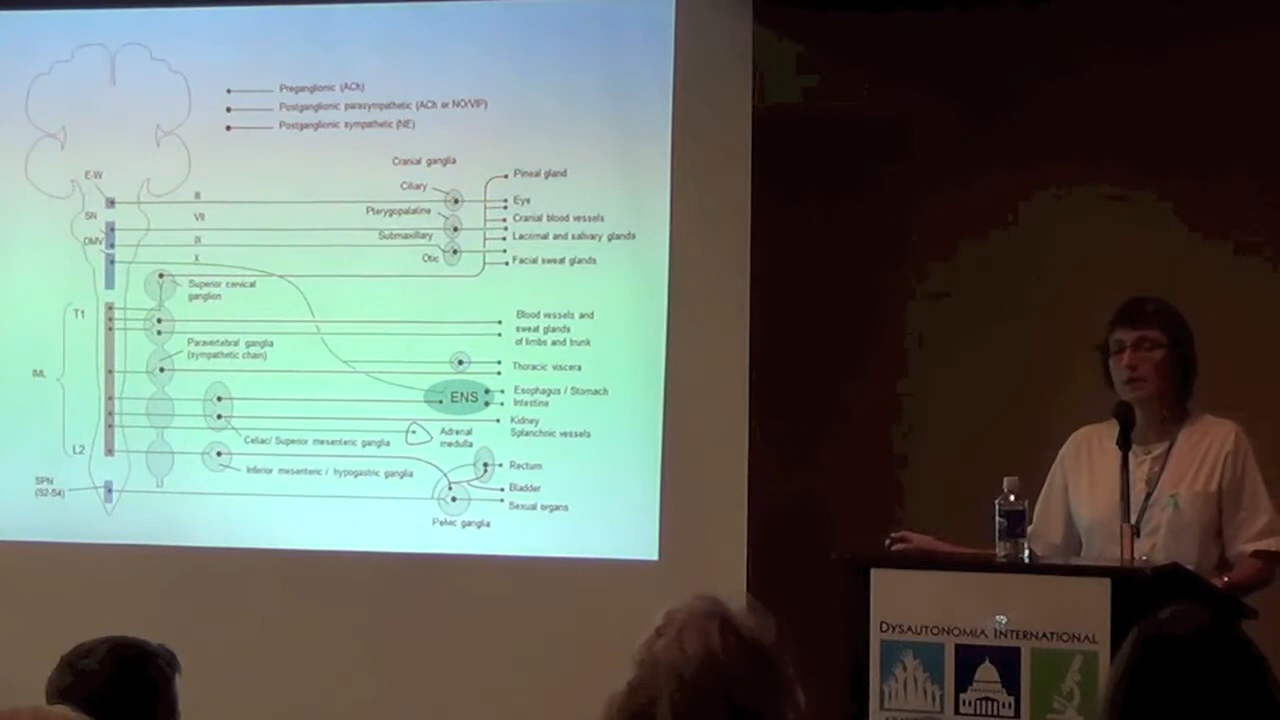 Preganglionic (ACh)
Postganglionic parasympathetic (ACh or NO/VIP)
Postganglionic sympathetic (NE)
Cranial ganglia
Pineal gland
E-W
Ciliary
III
Eye
SN
VII
Pterygopalatine
Cranial blood vessels
DMV
IX
Submaxillary
Lacrimal and salivary glands
X
Otic
Facial sweat glands
Superior cervical
ganglion
T1
Blood vessels and
sweat glands
of limbs and trunk
Paravertebral ganglia
(sympathetic chain)
Thoracic viscera
IML
ENS
Esophagus / Stomach
Intestine
Kidney
Splanchnic vessels
Adrenal
medulla
Celiac/ Superior mesenteric ganglia
L2
Inferior mesenteric / hypogastric ganglia
Rectum
SPN
(S2-S4)
Bladder
Sexual organs
Pelvic ganglia
DYSAUTONOMIA INTERNATIONAL